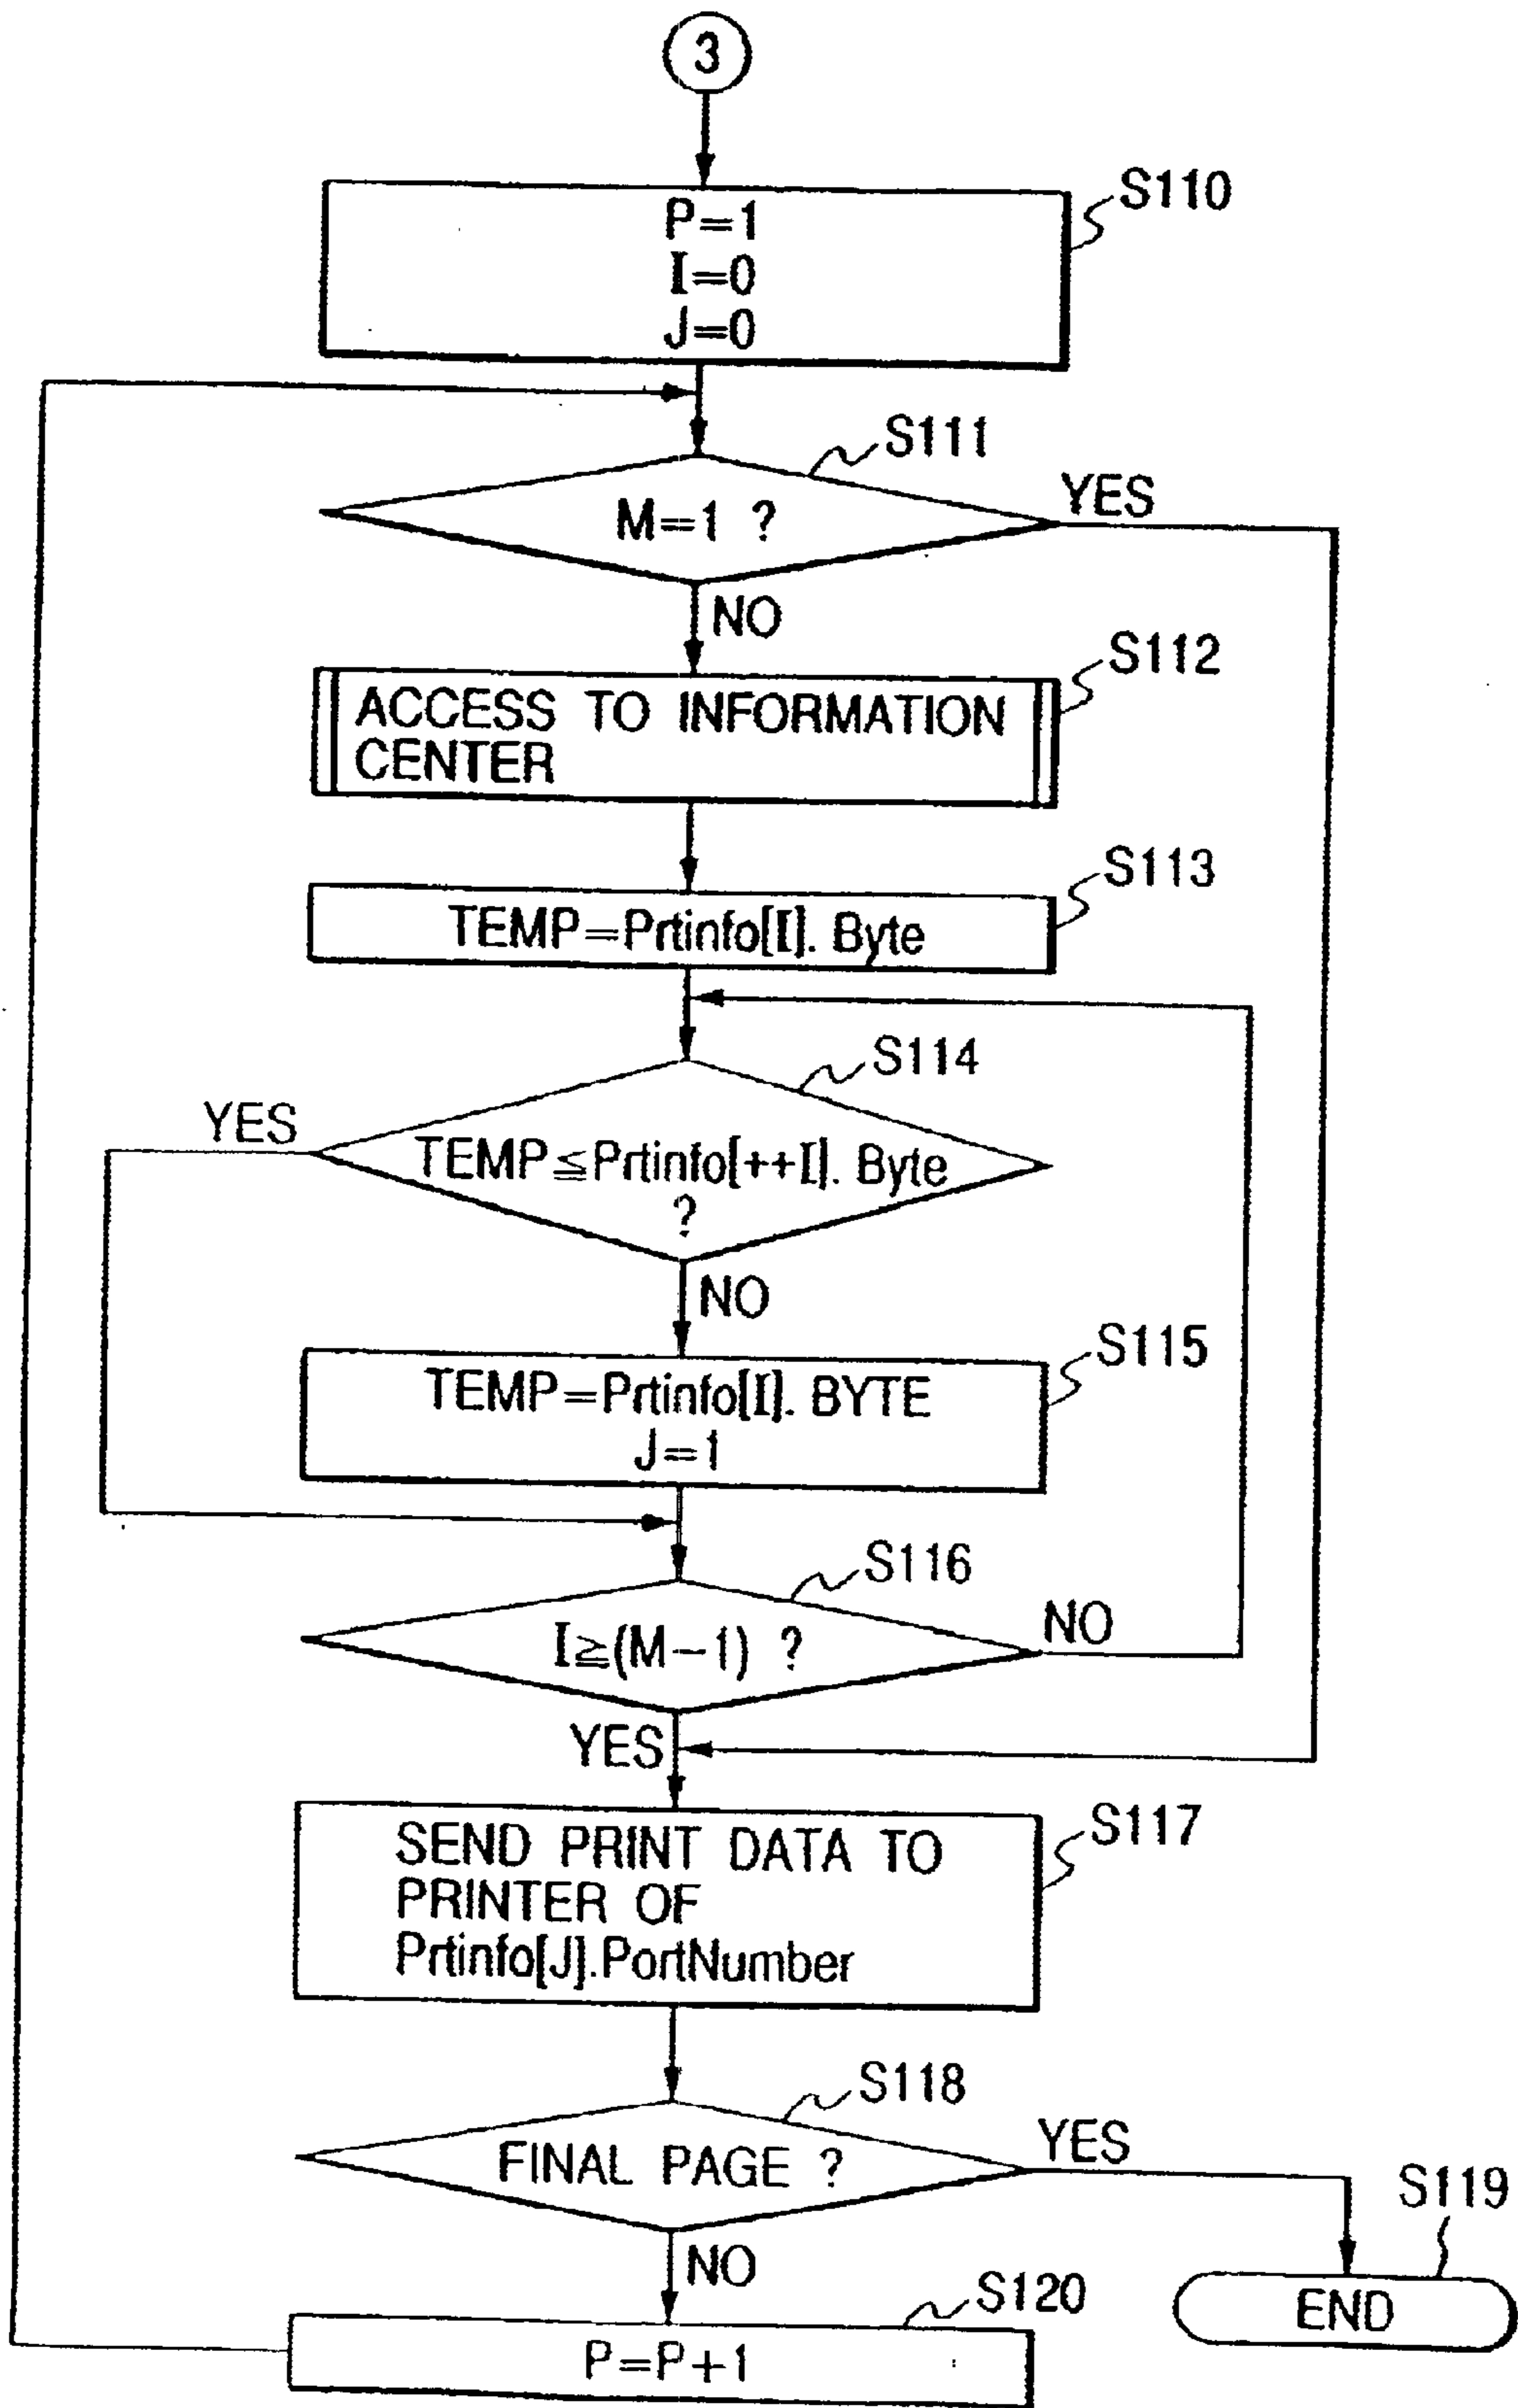 3
S110
P=1
I=0
J=0
S111
M=1 ?
YES
NO
S112
ACCESS TO INFORMATION
CENTER
S113
TEMP=Prtinfo[I]. Byte
S114
YES
TEMP≦Prtinfo[++I]. Byte
?
NO
S115
TEMP=Prtinfo[I]. BYTE
J=1
S116
I≧(M-1) ?
NO
YES
S117
SEND PRINT DATA TO
PRINTER OF
Prtinfo[J].PortNumber
S118
FINAL PAGE ?
YES
S119
NO
END
S120
P=P+1